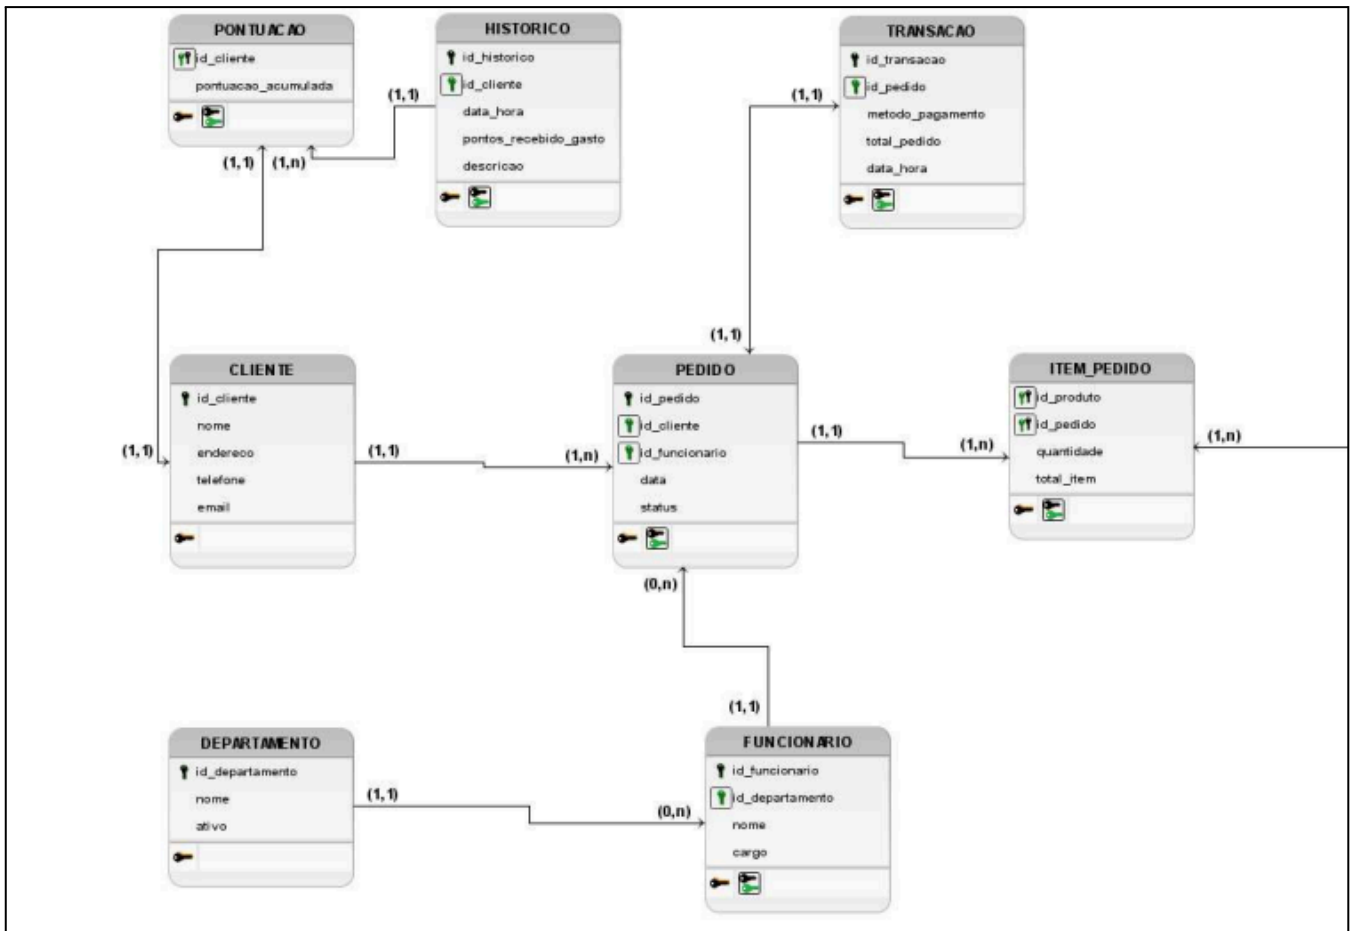 PONTUACAO
id_cliente
pontuacao_acumulada
HISTORICO
id_historico
id_cliente
data_hora
pontos_recebido_gasto
descricao
TRANSACAO
id_transacao
id_pedido
metodo_pagamento
total_pedido
data_hora
(1,1)
(1,1)
(1,1)
(1,n)
(1,1)
CLIENTE
id_cliente
nome
endereco
telefone
email
PEDIDO
id_pedido
id_cliente
id_funcionario
data
status
ITEM_PEDIDO
id_produto
id_pedido
quantidade
total_item
(1,1)
(1,1)
(1,n)
(1,1)
(1,n)
(1,n)
(0,n)
(1,1)
DEPARTAMENTO
id_departamento
nome
ativo
(1,1)
(0,n)
FUNCIONARIO
id_funcionario
id_departamento
nome
cargo